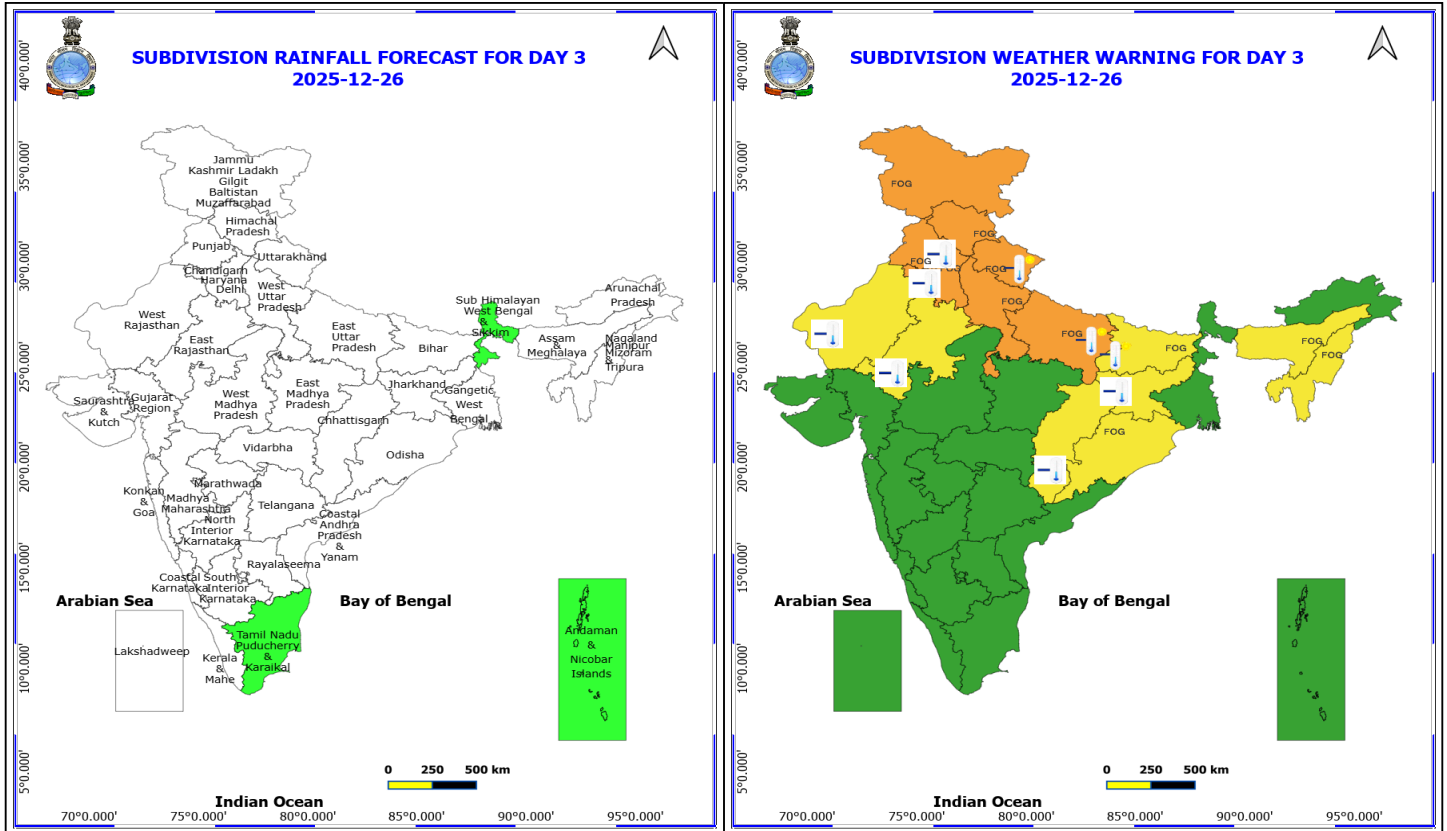 SUBDIVISION RAINFALL FORECAST FOR DAY 3
2025-12-26
40°0.000'
35°0.000'
30°0.000'
25°0.000'
20°0.000'
15°0.000'
10°0.000'
5°0.000'
Jammu
Kashmir Ladakh
Gilgit
Baltistan
Muzaffarabad
Himachal
Pradesh
Punjab
Uttarakhand
Chandigarh
Haryana
Delhi
West
Uttar
Pradesh
Arunachal
Pradesh
Sub Himalayan
West Bengal
&
Sikkim
West
Rajasthan
East
Rajasthan
East
Uttar
Pradesh
Bihar
Assam
&
Meghalaya
Nagaland
Manipur
Mizoram
&
Tripura
Saurashtra
&
Kutch
Gujarat
Region
West
Madhya
Pradesh
East
Madhya
Pradesh
Jharkhand
Gangetic
West
Bengal
Chhattisgarh
Vidarbha
Odisha
Konkan
&
Goa
Madhya
Maharashtra
Marathwada
Telangana
North
Interior
Karnataka
Coastal
Andhra
Pradesh
&
Yanam
Rayalaseema
Coastal
Karnataka
South
Interior
Karnataka
Arabian Sea
Bay of Bengal
Lakshadweep
Kerala
&
Mahe
Tamil Nadu
Puducherry
&
Karaikal
Andaman
&
Nicobar
Islands
0 250 500 km
Indian Ocean
70°0.000' 75°0.000' 80°0.000' 85°0.000' 90°0.000' 95°0.000'
SUBDIVISION WEATHER WARNING FOR DAY 3
2025-12-26
40°0.000'
35°0.000'
30°0.000'
25°0.000'
20°0.000'
15°0.000'
10°0.000'
5°0.000'
FOG
FOG
FOG
FOG
FOG
FOG
FOG
FOG
FOG
FOG
Arabian Sea
Bay of Bengal
0 250 500 km
Indian Ocean
70°0.000' 75°0.000' 80°0.000' 85°0.000' 90°0.000' 95°0.000'